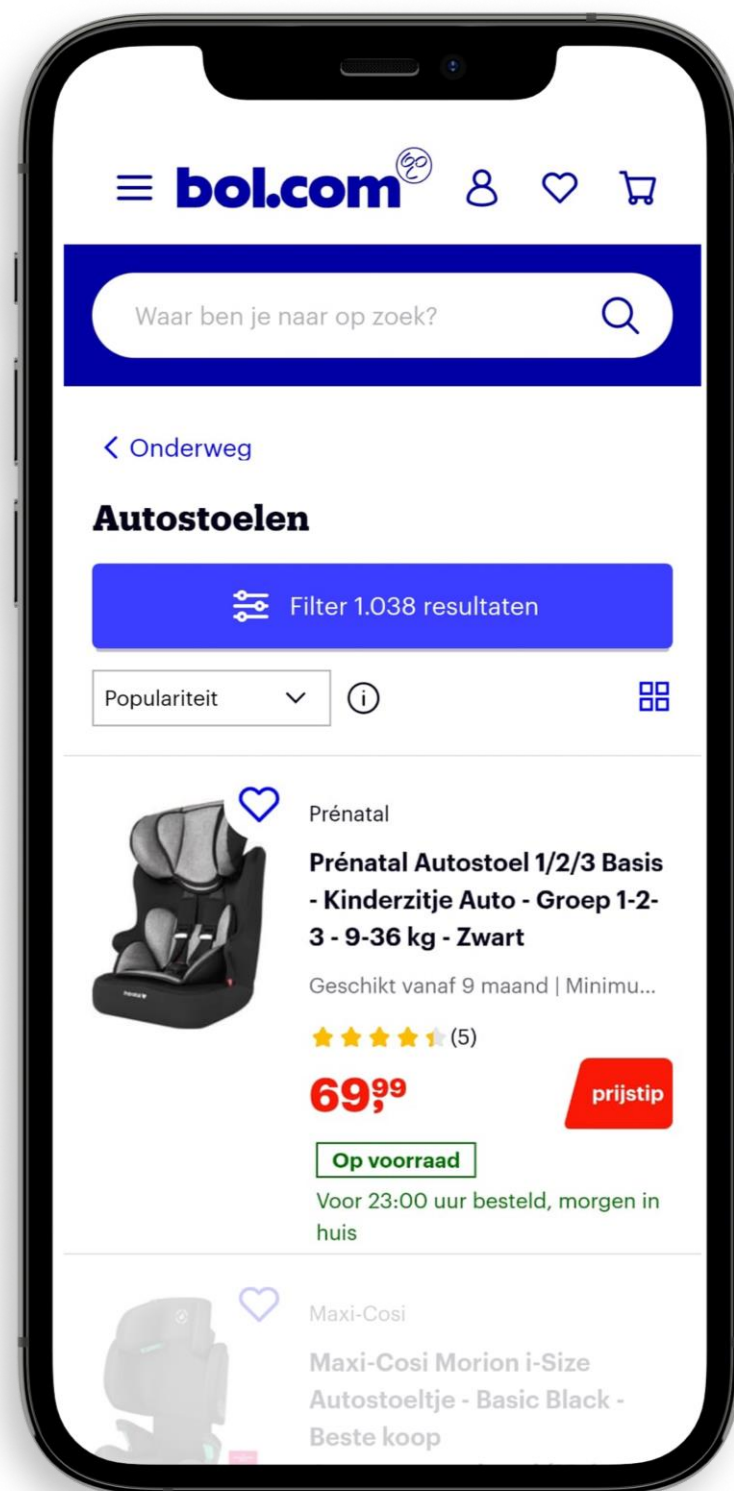 bol.com
Waar ben je naar op zoek?
Onderweg
Autostoelen
Filter 1.038 resultaten
Populariteit
Prénatal
Prénatal Autostoel 1/2/3 Basis
- Kinderzitje Auto - Groep 1-2-
3 - 9-36 kg - Zwart
Geschikt vanaf 9 maand | Minimu...
(5)
69,99
prijstip
Op voorraad
Voor 23:00 uur besteld, morgen in
huis
Maxi-Cosi
Maxi-Cosi Morion i-Size
Autostoeltje - Basic Black -
Beste koop